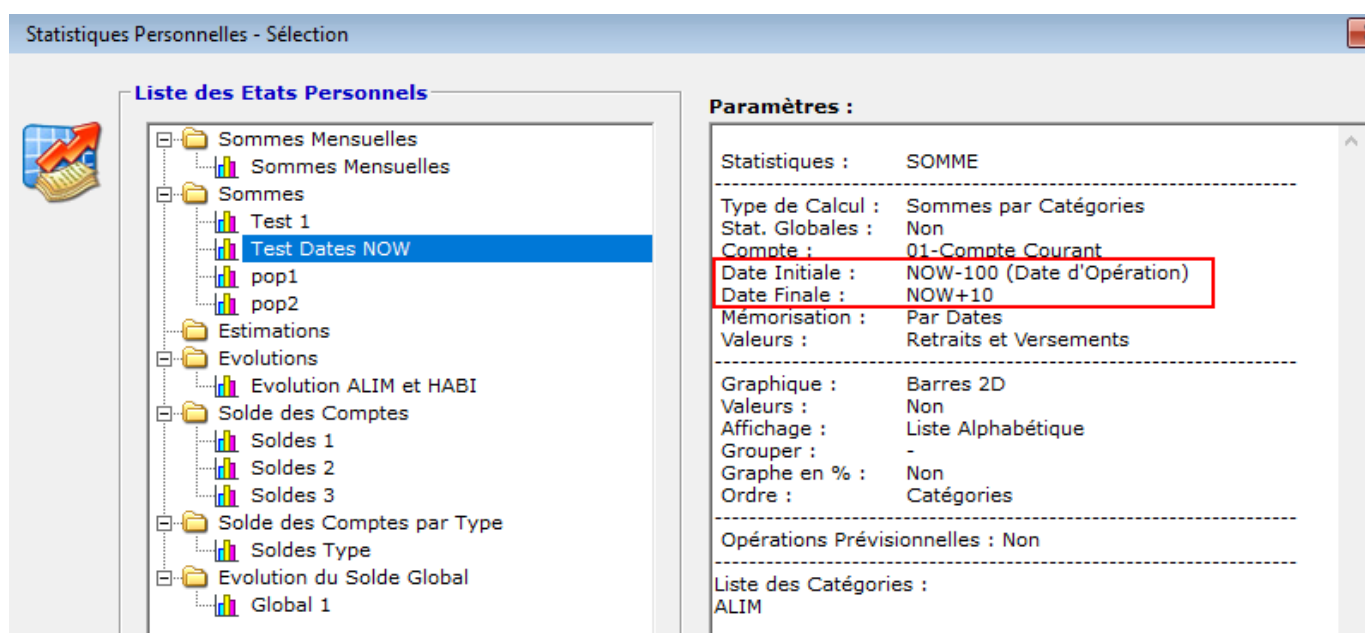 Statistiques Personnelles - Sélection
Liste des Etats Personnels
Sommes Mensuelles
Sommes Mensuelles
Sommes
Test 1
Test Dates NOW
pop1
pop2
Estimations
Evolutions
Evolution ALIM et HABI
Solde des Comptes
Soldes 1
Soldes 2
Soldes 3
Solde des Comptes par Type
Soldes Type
Evolution du Solde Global
Global 1
Paramètres :
Statistiques : SOMME
Type de Calcul : Sommes par Catégories
Stat. Globales : Non
Compte : 01-Compte Courant
Date Initiale : NOW-100 (Date d'Opération)
Date Finale : NOW+10
Mémorisation : Par Dates
Valeurs : Retraits et Versements
Graphique : Barres 2D
Valeurs : Non
Affichage : Liste Alphabétique
Grouper : -
Graphe en % : Non
Ordre : Catégories
Opérations Prévisionnelles : Non
Liste des Catégories :
ALIM